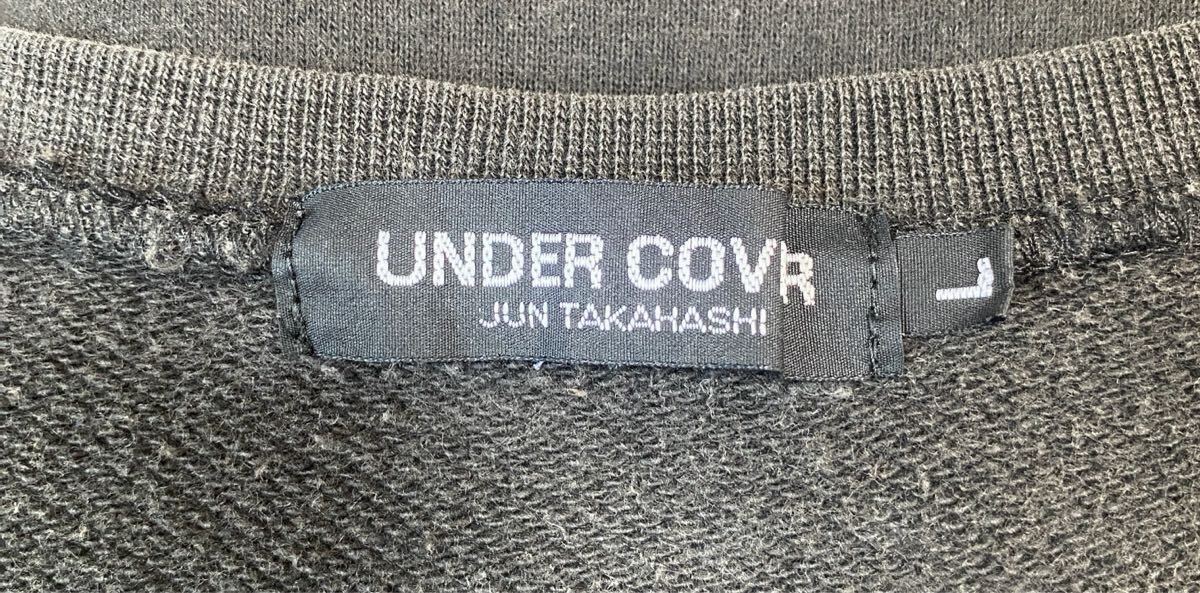 UNDER COVR
JUN TAKAHASHI
L